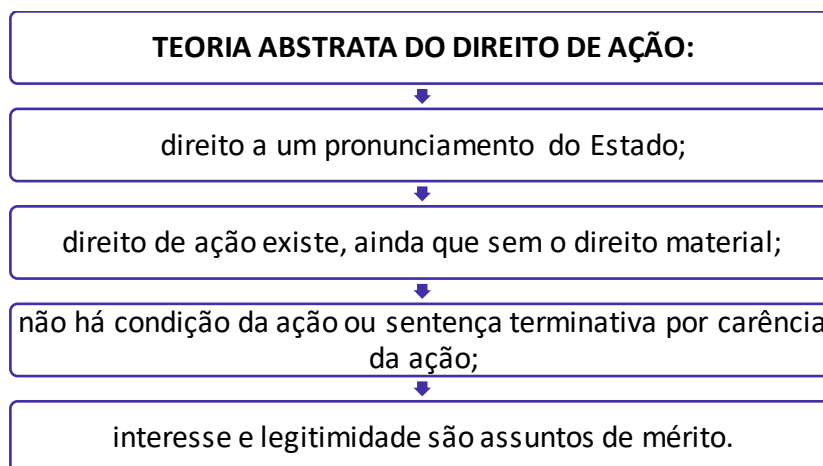 TEORIA ABSTRATA DO DIREITO DE AÇÃO:
direito a um pronunciamento do Estado;
direito de ação existe, ainda que sem o direito material;
não há condição da ação ou sentença terminativa por carência
da ação;
interesse e legitimidade são assuntos de mérito.